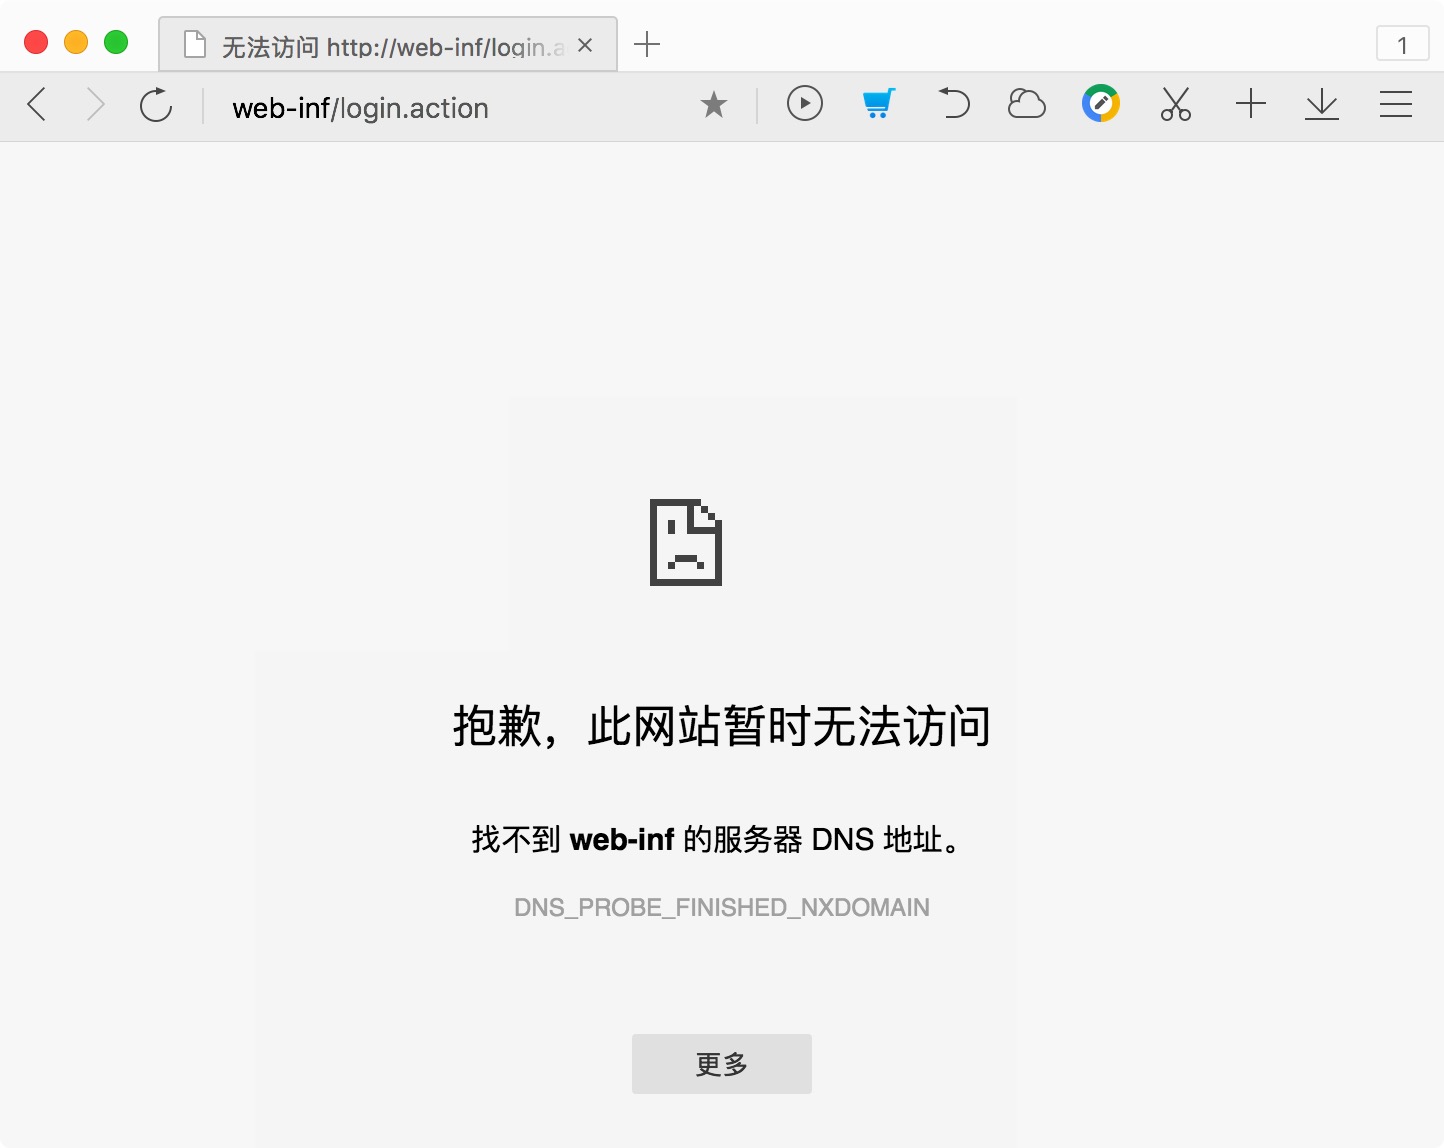 无法访问 http://web-inf/login.a
1
web-inf/login.action
抱歉，此网站暂时无法访问
找不到 web-inf 的服务器 DNS 地址。
DNS_PROBE_FINISHED_NXDOMAIN
更多